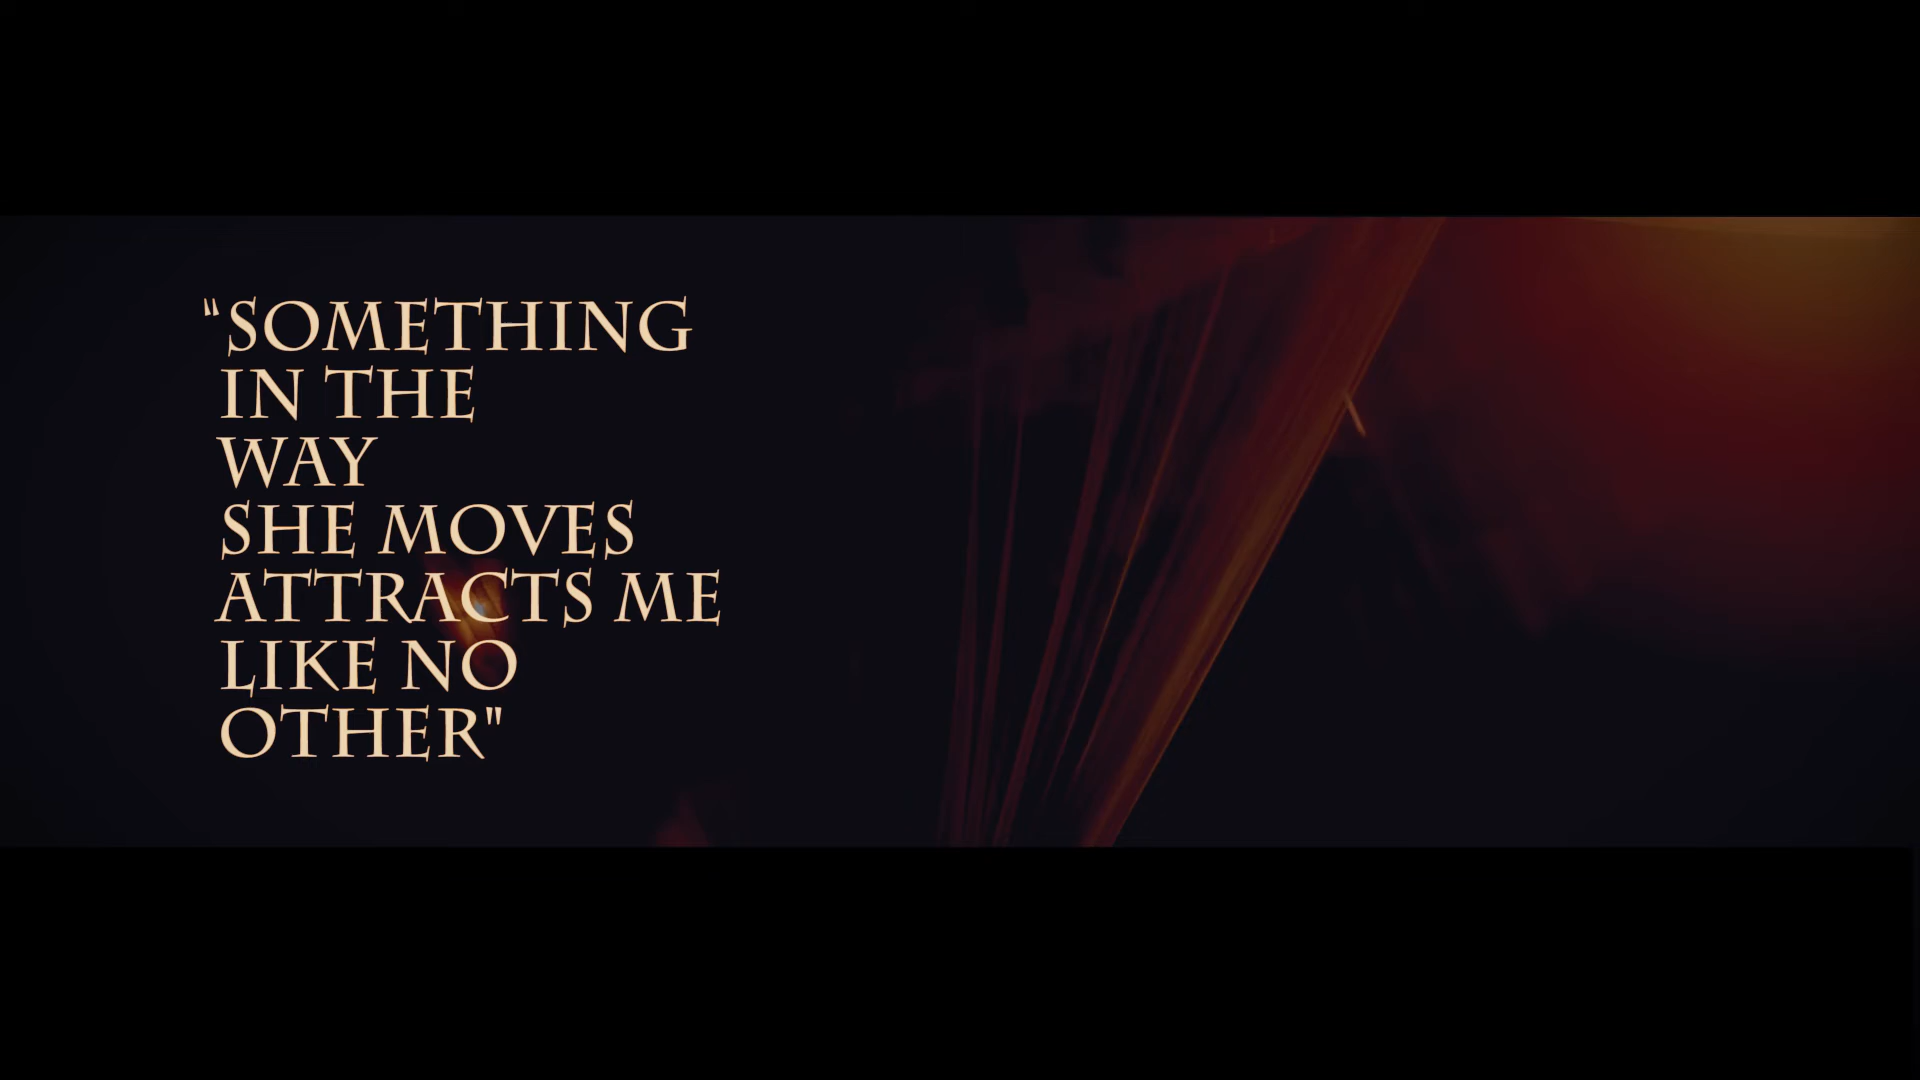 “SOMETHING
IN THE
WAY
SHE MOVES
ATTRACTS ME
LIKE NO
OTHER"